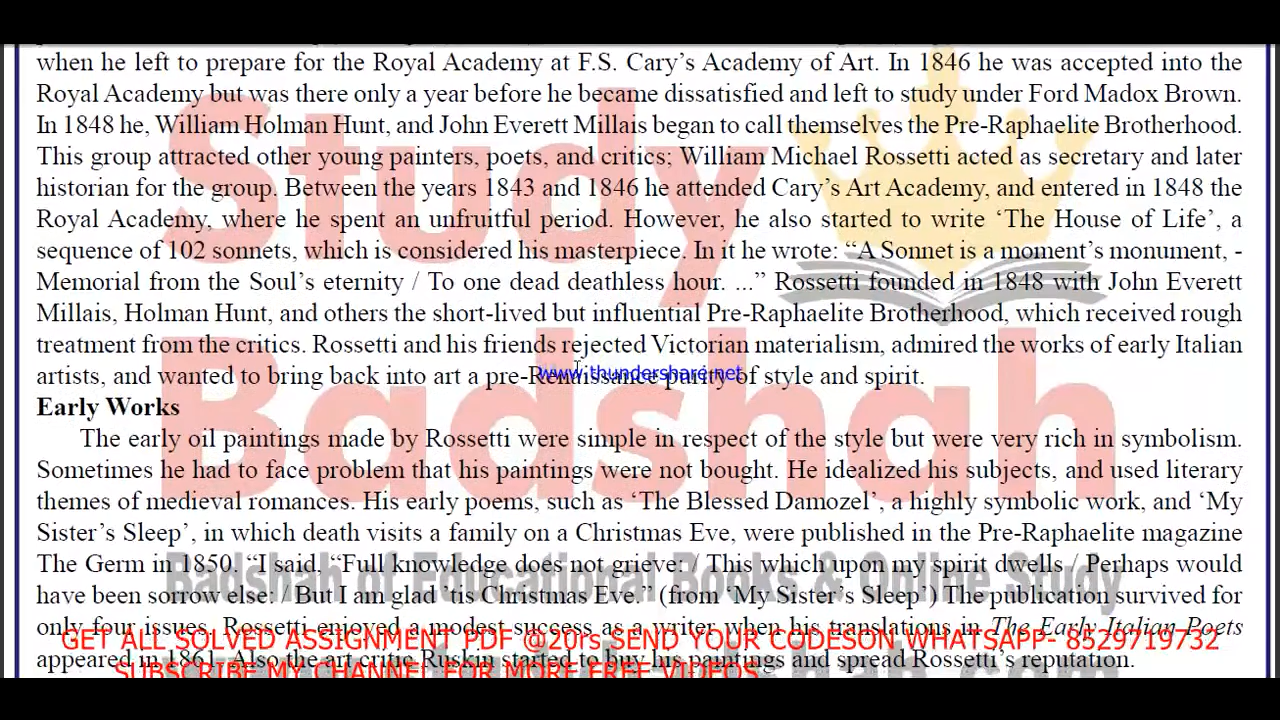 when he left to prepare for the Royal Academy at F.S. Cary's Academy of Art. In 1846 he was accepted into the
Royal Academy but was there only a year before he became dissatisfied and left to study under Ford Madox Brown.
In 1848 he, William Holman Hunt, and John Everett Millais began to call themselves the Pre-Raphaelite Brotherhood.
This group attracted other young painters, poets, and critics; William Michael Rossetti acted as secretary and later
historian for the group. Between the years 1843 and 1846 he attended Cary's Art Academy, and entered in 1848 the
Royal Academy, where he spent an unfruitful period. However, he also started to write 'The House of Life', a
sequence of 102 sonnets, which is considered his masterpiece. In it he wrote: “A Sonnet is a moment's monument, -
Memorial from the Soul's eternity / To one dead deathless hour. ...” Rossetti founded in 1848 with John Everett
Millais, Holman Hunt, and others the short-lived but influential Pre-Raphaelite Brotherhood, which received rough
treatment from the critics. Rossetti and his friends rejected Victorian materialism, admired the works of early Italian
artists, and wanted to bring back into art a pre-Renaissance purity of style and spirit.
www.thundershare.net
Early Works
The early oil paintings made by Rossetti were simple in respect of the style but were very rich in symbolism.
Sometimes he had to face problem that his paintings were not bought. He idealized his subjects, and used literary
themes of medieval romances. His early poems, such as 'The Blessed Damozel', a highly symbolic work, and 'My
Sister's Sleep', in which death visits a family on a Christmas Eve, were published in the Pre-Raphaelite magazine
The Germ in 1850. “I said, “Full knowledge does not grieve: / This which upon my spirit dwells / Perhaps would
have been sorrow else: / But I am glad 'tis Christmas Eve.” (from 'My Sister's Sleep') The publication survived for
only four issues. Rossetti enjoyed a modest success as a writer when his translations in The Early Italian Poets
appeared in 1861. Also the art critic Ruskin started to buy his paintings and spread Rossetti's reputation.
Study
Badshah
Badshah of Educational Books & Online Study
GET ALL SOLVED ASSIGNMENT PDF @20rs SEND YOUR CODESON WHATSAPP- 8529719732
SUBSCRIBE MY CHANNEL FOR MORE FREE VIDEOS